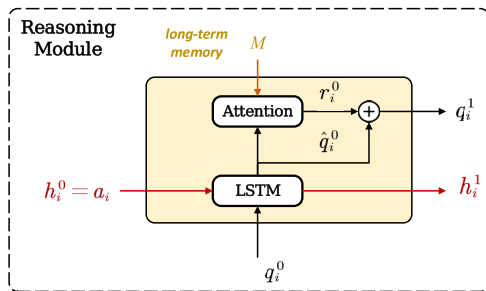 Reasoning
Module
long-term
memory
M
Attention
r_i^0
+
q_i^1
\hat{q}_i^0
h_i^0 = a_i
LSTM
h_i^1
q_i^0